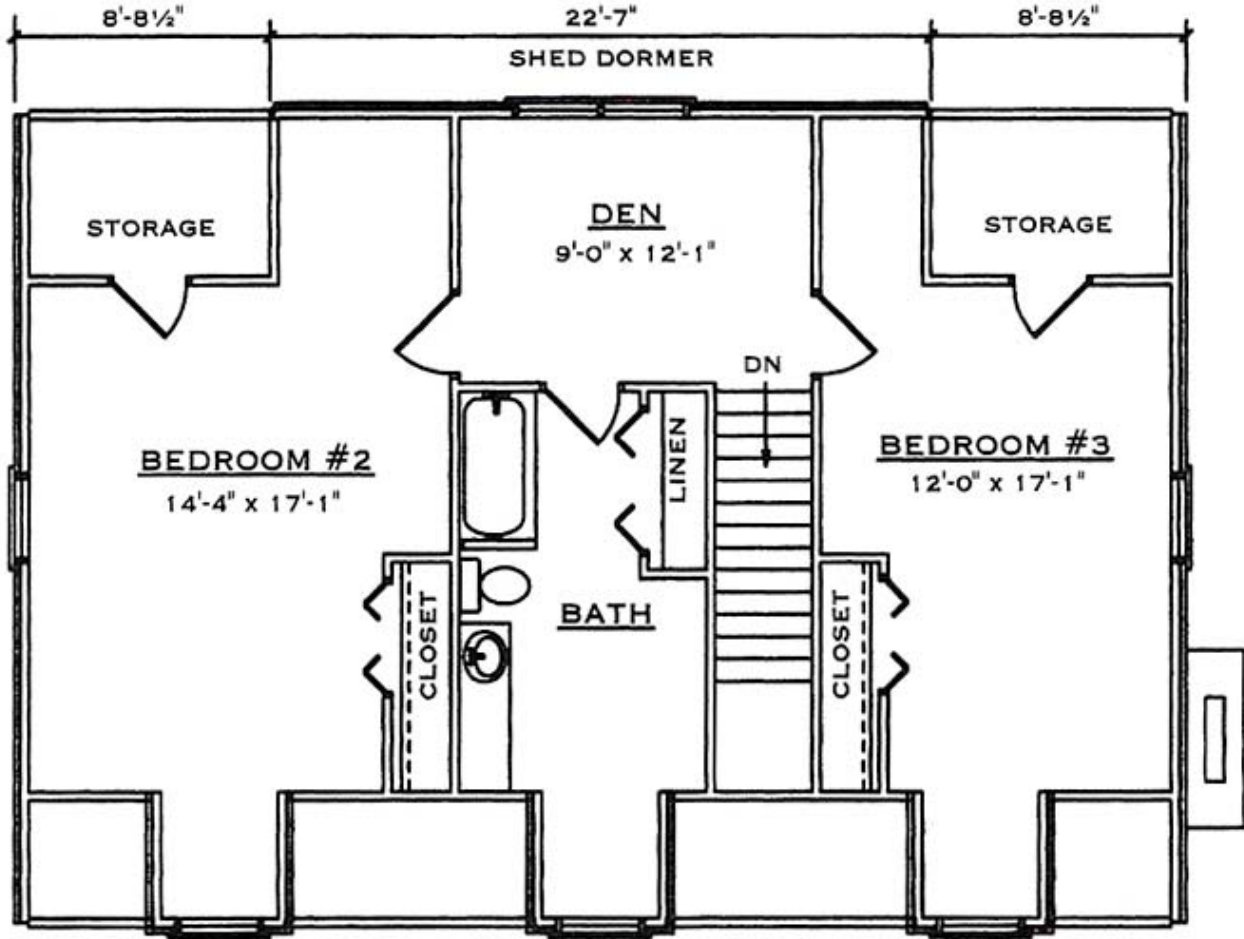 8'-8½"
22'-7"
8'-8½"
SHED DORMER
STORAGE
DEN
9'-0" x 12'-1"
STORAGE
DN
BEDROOM #2
14'-4" x 17'-1"
LINEN
BEDROOM #3
12'-0" x 17'-1"
CLOSET
BATH
CLOSET